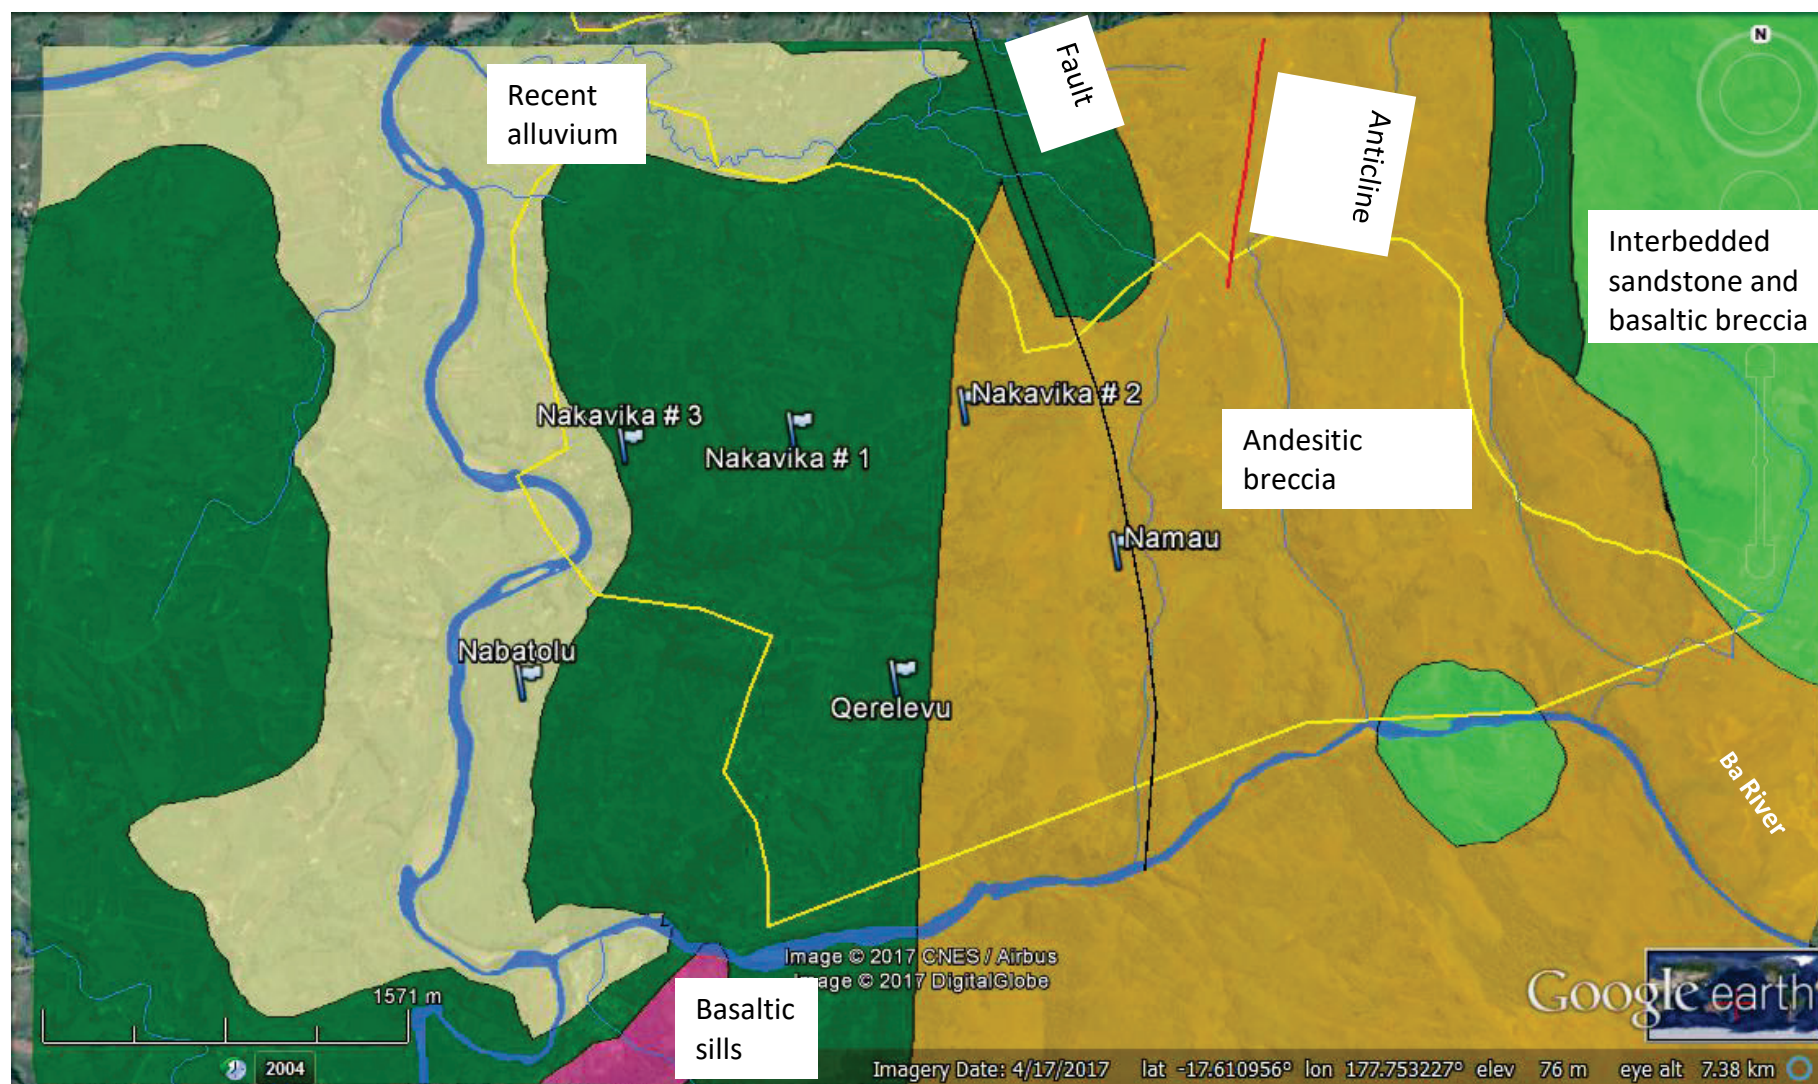 N
Fault
Recent
alluvium
Anticline
Interbedded
sandstone and
basaltic breccia
Nakavika # 2
Nakavika # 3
Nakavika # 1
Andesitic
breccia
Namau
Nabatolu
Qerelevu
Ba River
Image © 2017 CNES / Airbus
Image © 2017 DigitalGlobe
1571 m
Basaltic
sills
Google earth
2004
Imagery Date: 4/17/2017 lat -17.610956° lon 177.753227° elev 76 m eye alt 7.38 km